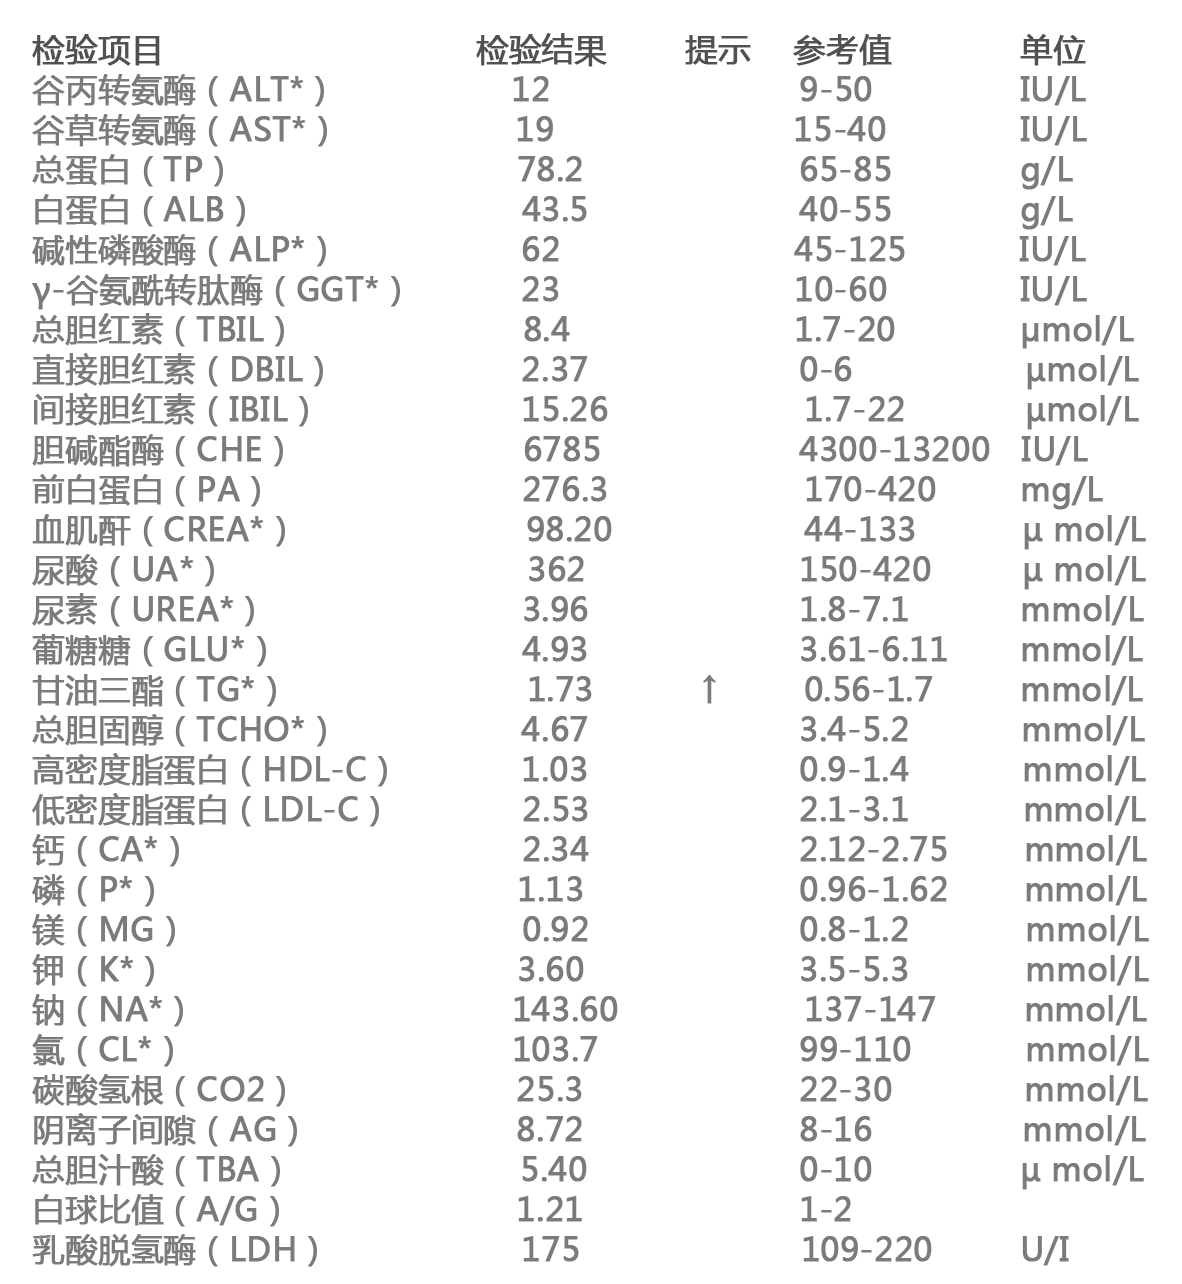 检验项目 检验结果 提示 参考值 单位
谷丙转氨酶（ALT*） 12 9-50 IU/L
谷草转氨酶（AST*） 19 15-40 IU/L
总蛋白（TP） 78.2 65-85 g/L
白蛋白（ALB） 43.5 40-55 g/L
碱性磷酸酶（ALP*） 62 45-125 IU/L
γ-谷氨酰转肽酶（GGT*） 23 10-60 IU/L
总胆红素（TBIL） 8.4 1.7-20 μmol/L
直接胆红素（DBIL） 2.37 0-6 μmol/L
间接胆红素（IBIL） 15.26 1.7-22 μmol/L
胆碱酯酶（CHE） 6785 4300-13200 IU/L
前白蛋白（PA） 276.3 170-420 mg/L
血肌酐（CREA*） 98.20 44-133 μ mol/L
尿酸（UA*） 362 150-420 μ mol/L
尿素（UREA*） 3.96 1.8-7.1 mmol/L
葡糖糖（GLU*） 4.93 3.61-6.11 mmol/L
甘油三酯（TG*） 1.73 ↑ 0.56-1.7 mmol/L
总胆固醇（TCHO*） 4.67 3.4-5.2 mmol/L
高密度脂蛋白（HDL-C） 1.03 0.9-1.4 mmol/L
低密度脂蛋白（LDL-C） 2.53 2.1-3.1 mmol/L
钙（CA*） 2.34 2.12-2.75 mmol/L
磷（P*） 1.13 0.96-1.62 mmol/L
镁（MG） 0.92 0.8-1.2 mmol/L
钾（K*） 3.60 3.5-5.3 mmol/L
钠（NA*） 143.60 137-147 mmol/L
氯（CL*） 103.7 99-110 mmol/L
碳酸氢根（CO2） 25.3 22-30 mmol/L
阴离子间隙（AG） 8.72 8-16 mmol/L
总胆汁酸（TBA） 5.40 0-10 μ mol/L
白球比值（A/G） 1.21 1-2
乳酸脱氢酶（LDH） 175 109-220 U/I